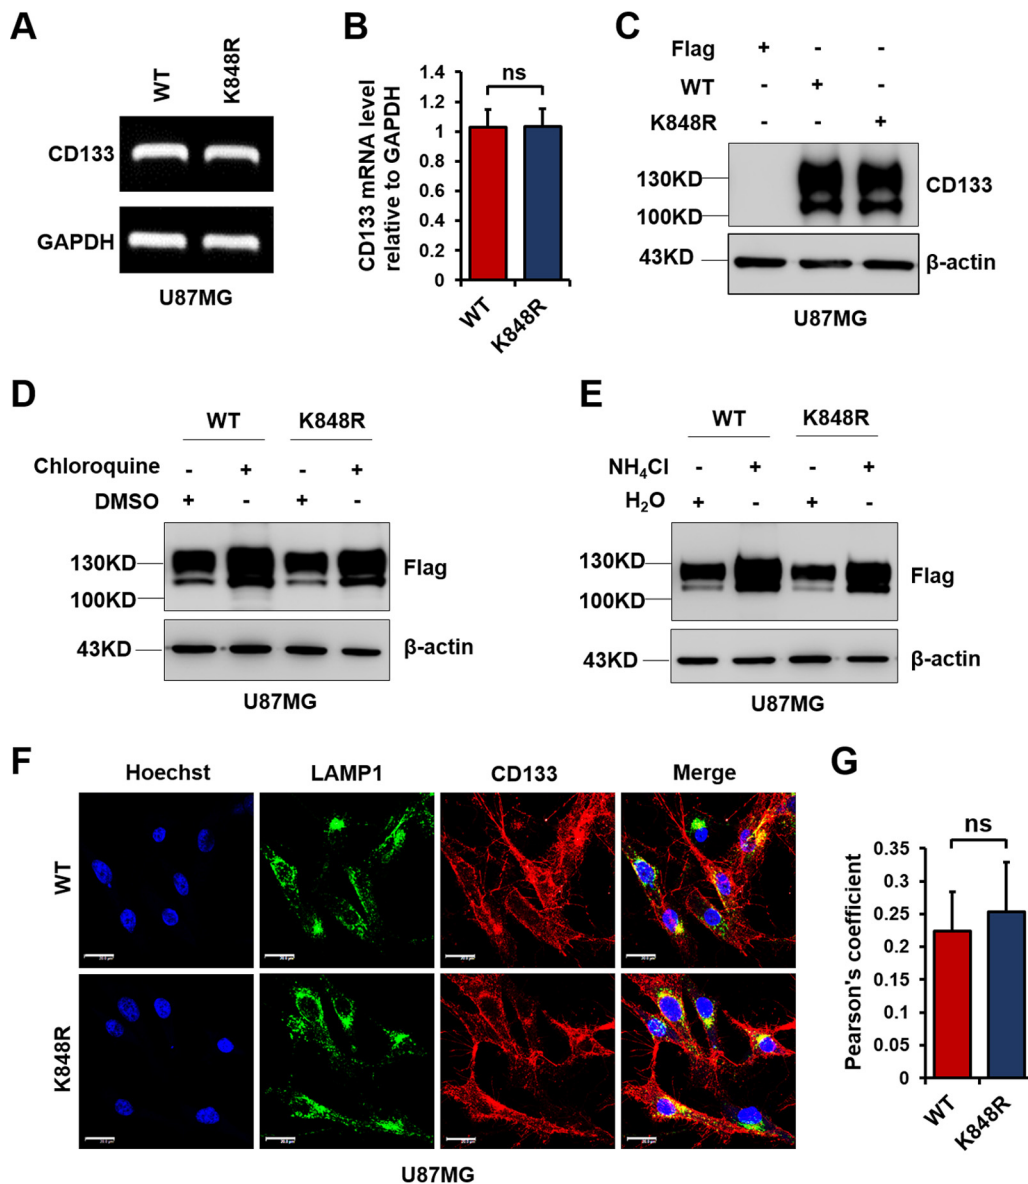 A
WT
K848R
CD133
GAPDH
U87MG
B
CD133 mRNA level
relative to GAPDH
1.4
1.2
1
0.8
0.6
0.4
0.2
0
ns
WT
K848R
C
Flag + - -
WT - + -
K848R - - +
130KD
100KD
CD133
43KD
β-actin
U87MG
D
WT K848R
Chloroquine - + - +
DMSO + - + -
130KD
100KD
Flag
43KD
β-actin
U87MG
E
WT K848R
NH₄Cl - + - +
H₂O + - + -
130KD
100KD
Flag
43KD
β-actin
U87MG
F
Hoechst LAMP1 CD133 Merge
WT
K848R
U87MG
G
Pearson's coefficient
0.35
0.3
0.25
0.2
0.15
0.1
0.05
0
ns
WT
K848R